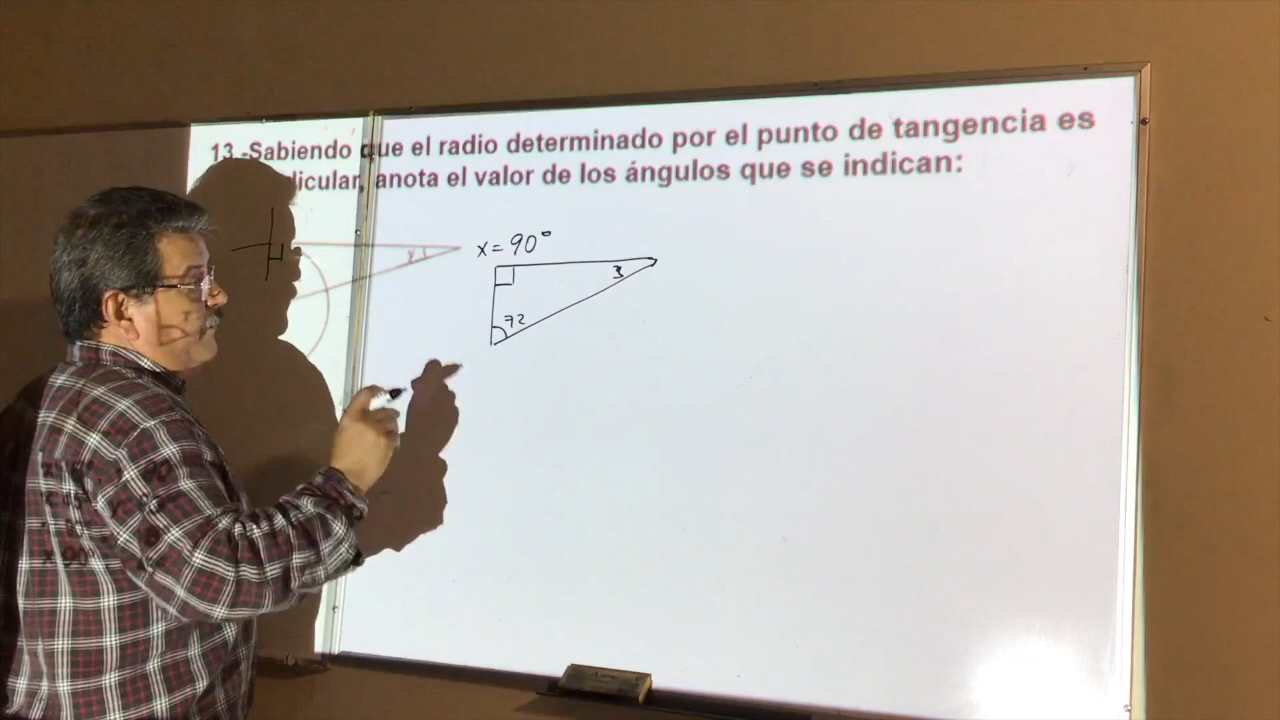 13.-Sabiendo que el radio determinado por el punto de tangencia es
anota el valor de los ángulos que se indican:
x = 90°
72